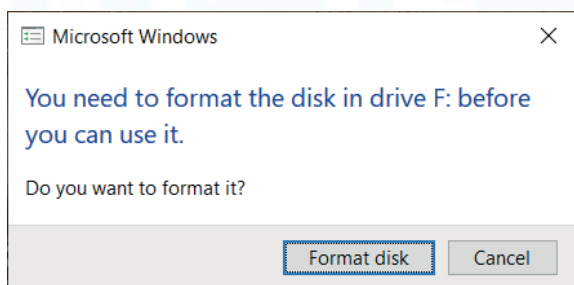 Microsoft Windows
You need to format the disk in drive F: before
you can use it.
Do you want to format it?
Format disk
Cancel